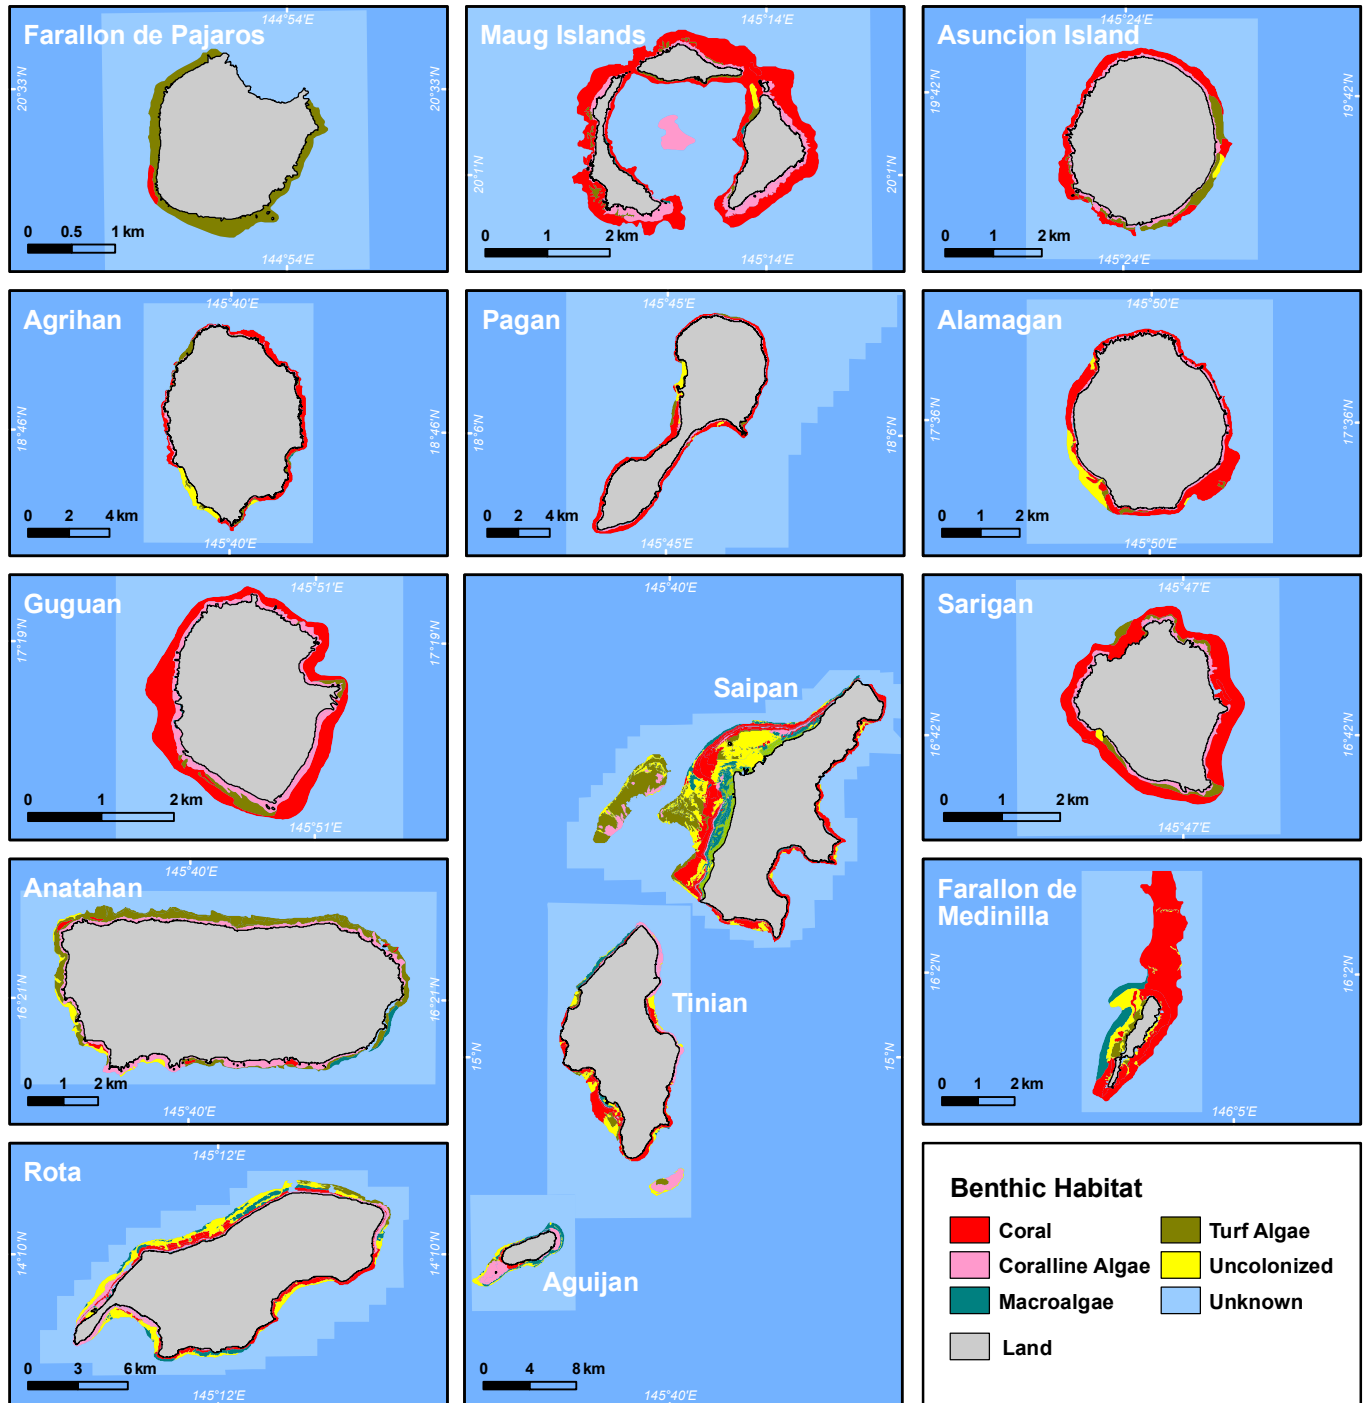 Farallon de Pajaros
144°54'E
20°33'N
20°33'N
0 0.5 1 km
144°54'E
Maug Islands
145°14'E
20°1'N
20°1'N
0 1 2 km
145°14'E
Asuncion Island
145°24'E
19°42'N
19°42'N
0 1 2 km
145°24'E
Agrihan
145°40'E
18°46'N
18°46'N
0 2 4 km
145°40'E
Pagan
145°45'E
18°6'N
18°6'N
0 2 4 km
145°45'E
Alamagan
145°50'E
17°36'N
17°36'N
0 1 2 km
145°50'E
Guguan
145°51'E
17°19'N
17°19'N
0 1 2 km
145°51'E
145°40'E
Saipan
Tinian
15°N
15°N
Aguijan
0 4 8 km
145°40'E
Sarigan
145°47'E
16°42'N
16°42'N
0 1 2 km
145°47'E
Anatahan
145°40'E
16°21'N
16°21'N
0 1 2 km
145°40'E
Farallon de
Medinilla
16°2'N
16°2'N
0 1 2 km
146°5'E
Rota
145°12'E
14°10'N
14°10'N
0 3 6 km
145°12'E
Benthic Habitat
Coral
Turf Algae
Coralline Algae
Uncolonized
Macroalgae
Unknown
Land